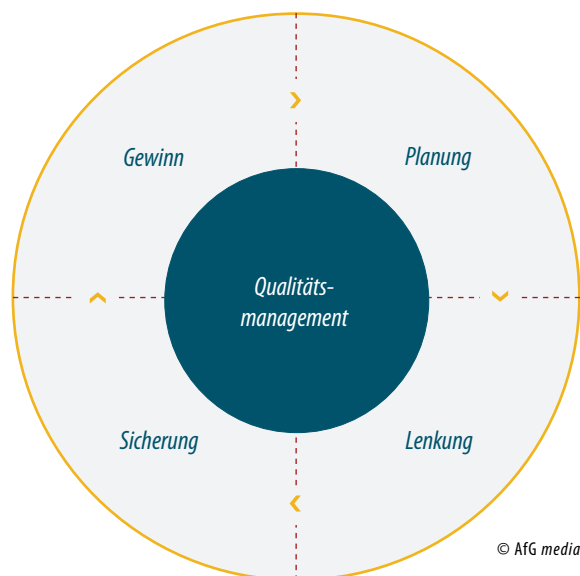 Gewinn
Planung
Qualitäts-
management
Sicherung
Lenkung
© AfG media